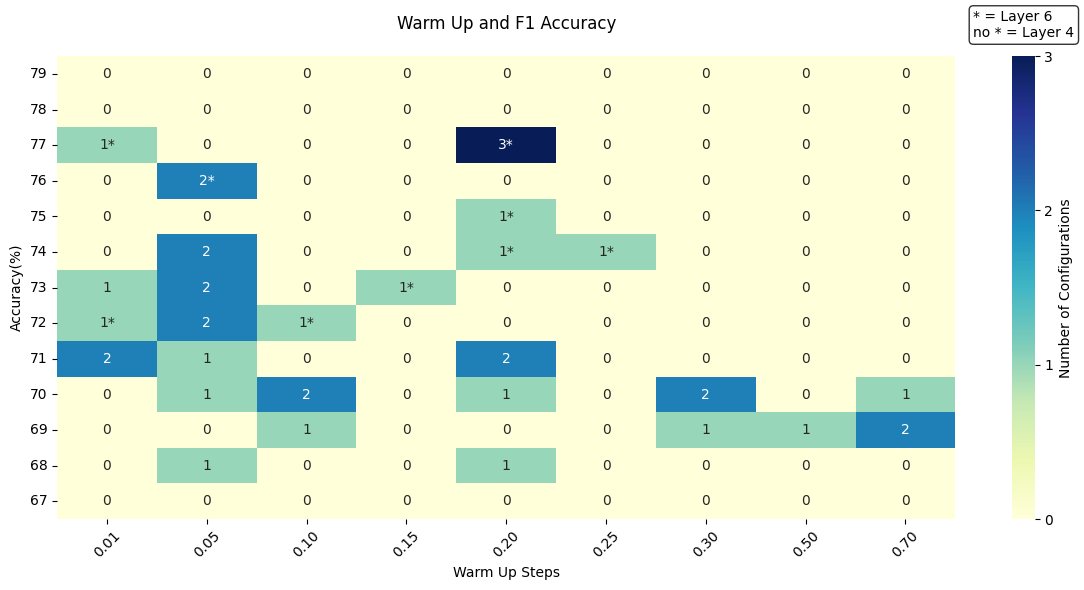 Warm Up and F1 Accuracy
* = Layer 6
no * = Layer 4
79 0 0 0 0 0 0 0 0 0
78 0 0 0 0 0 0 0 0 0
77 1* 0 0 0 3* 0 0 0 0
76 0 2* 0 0 0 0 0 0 0
75 0 0 0 0 1* 0 0 0 0
74 0 2 0 0 1* 1* 0 0 0
73 1 2 0 1* 0 0 0 0 0
72 1* 2 1* 0 0 0 0 0 0
71 2 1 0 0 2 0 0 0 0
70 0 1 2 0 1 0 2 0 1
69 0 0 1 0 0 0 1 1 2
68 0 1 0 0 1 0 0 0 0
67 0 0 0 0 0 0 0 0 0
0.01 0.05 0.10 0.15 0.20 0.25 0.30 0.50 0.70
Warm Up Steps
Accuracy(%)
3
2
1
0
Number of Configurations